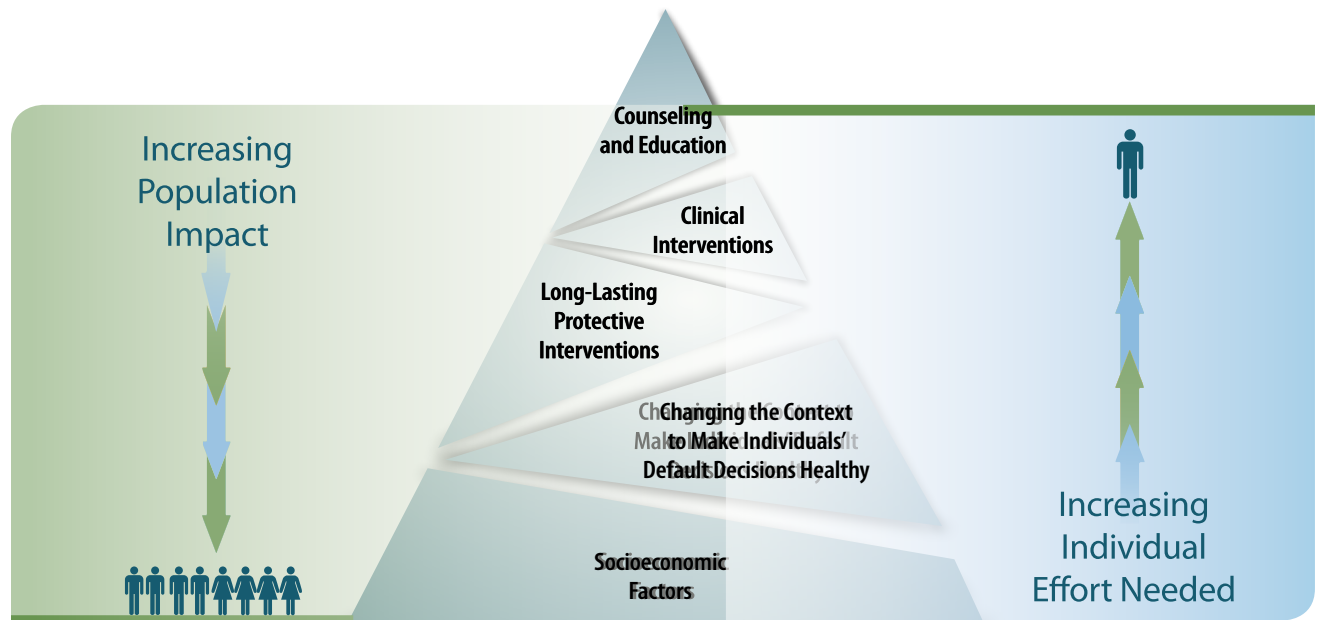 Increasing
Population
Impact
Counseling
and Education
Clinical
Interventions
Long-Lasting
Protective
Interventions
Changing the Context
to Make Individuals’
Default Decisions Healthy
Socioeconomic
Factors
Increasing
Individual
Effort Needed